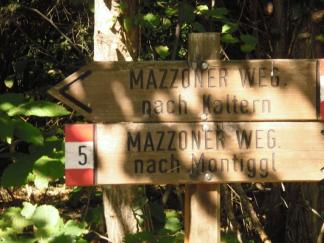 MAZZONER WEG.
nach Kaltern
MAZZONER WEG.
5
nach Montiggl